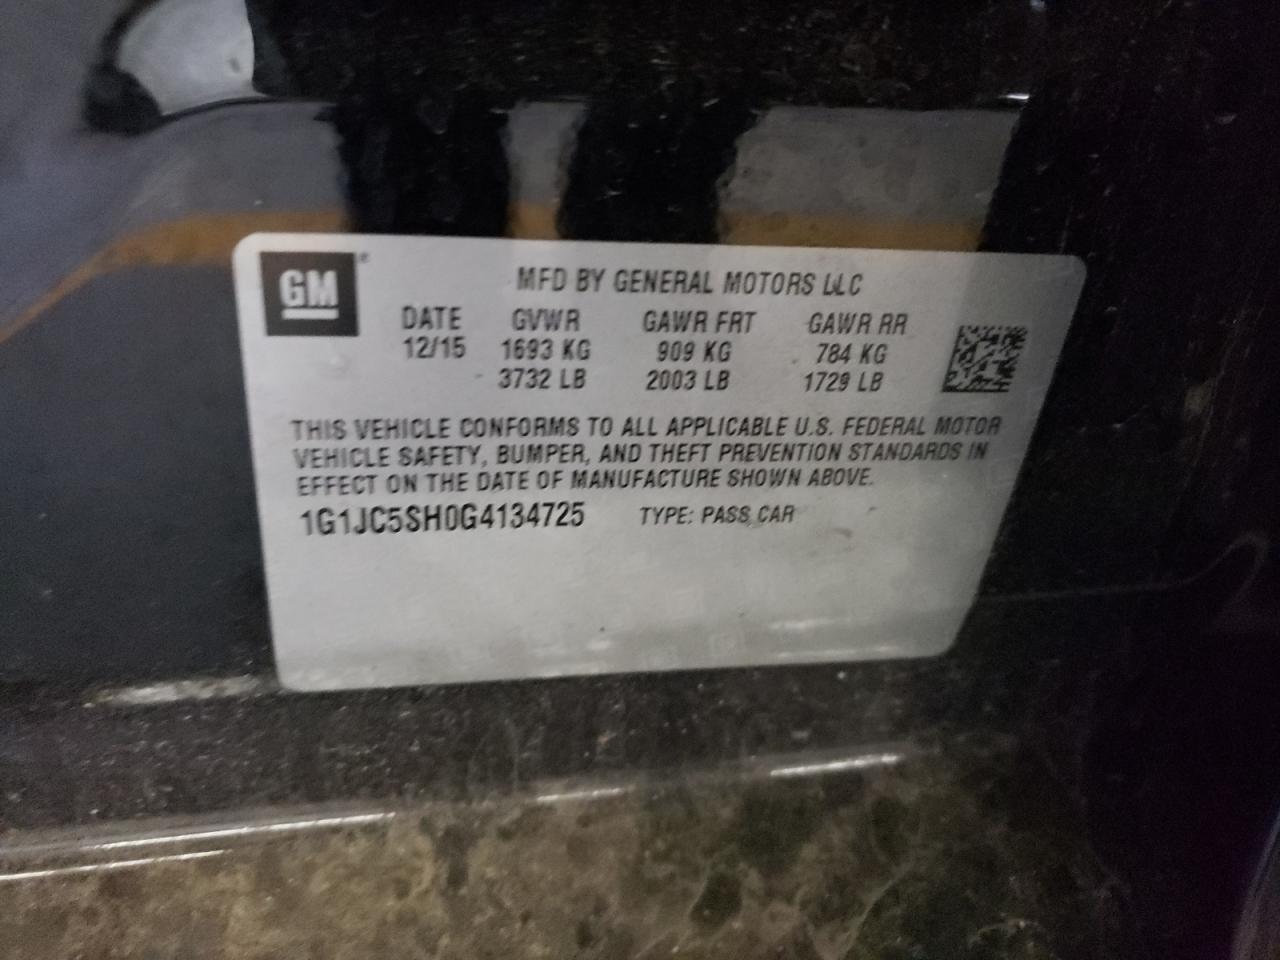 GM®
MFD BY GENERAL MOTORS LLC
DATE GVWR GAWR FRT GAWR RR
12/15 1693 KG 909 KG 784 KG
3732 LB 2003 LB 1729 LB
THIS VEHICLE CONFORMS TO ALL APPLICABLE U.S. FEDERAL MOTOR
VEHICLE SAFETY, BUMPER, AND THEFT PREVENTION STANDARDS IN
EFFECT ON THE DATE OF MANUFACTURE SHOWN ABOVE.
1G1JC5SH0G4134725 TYPE: PASS CAR